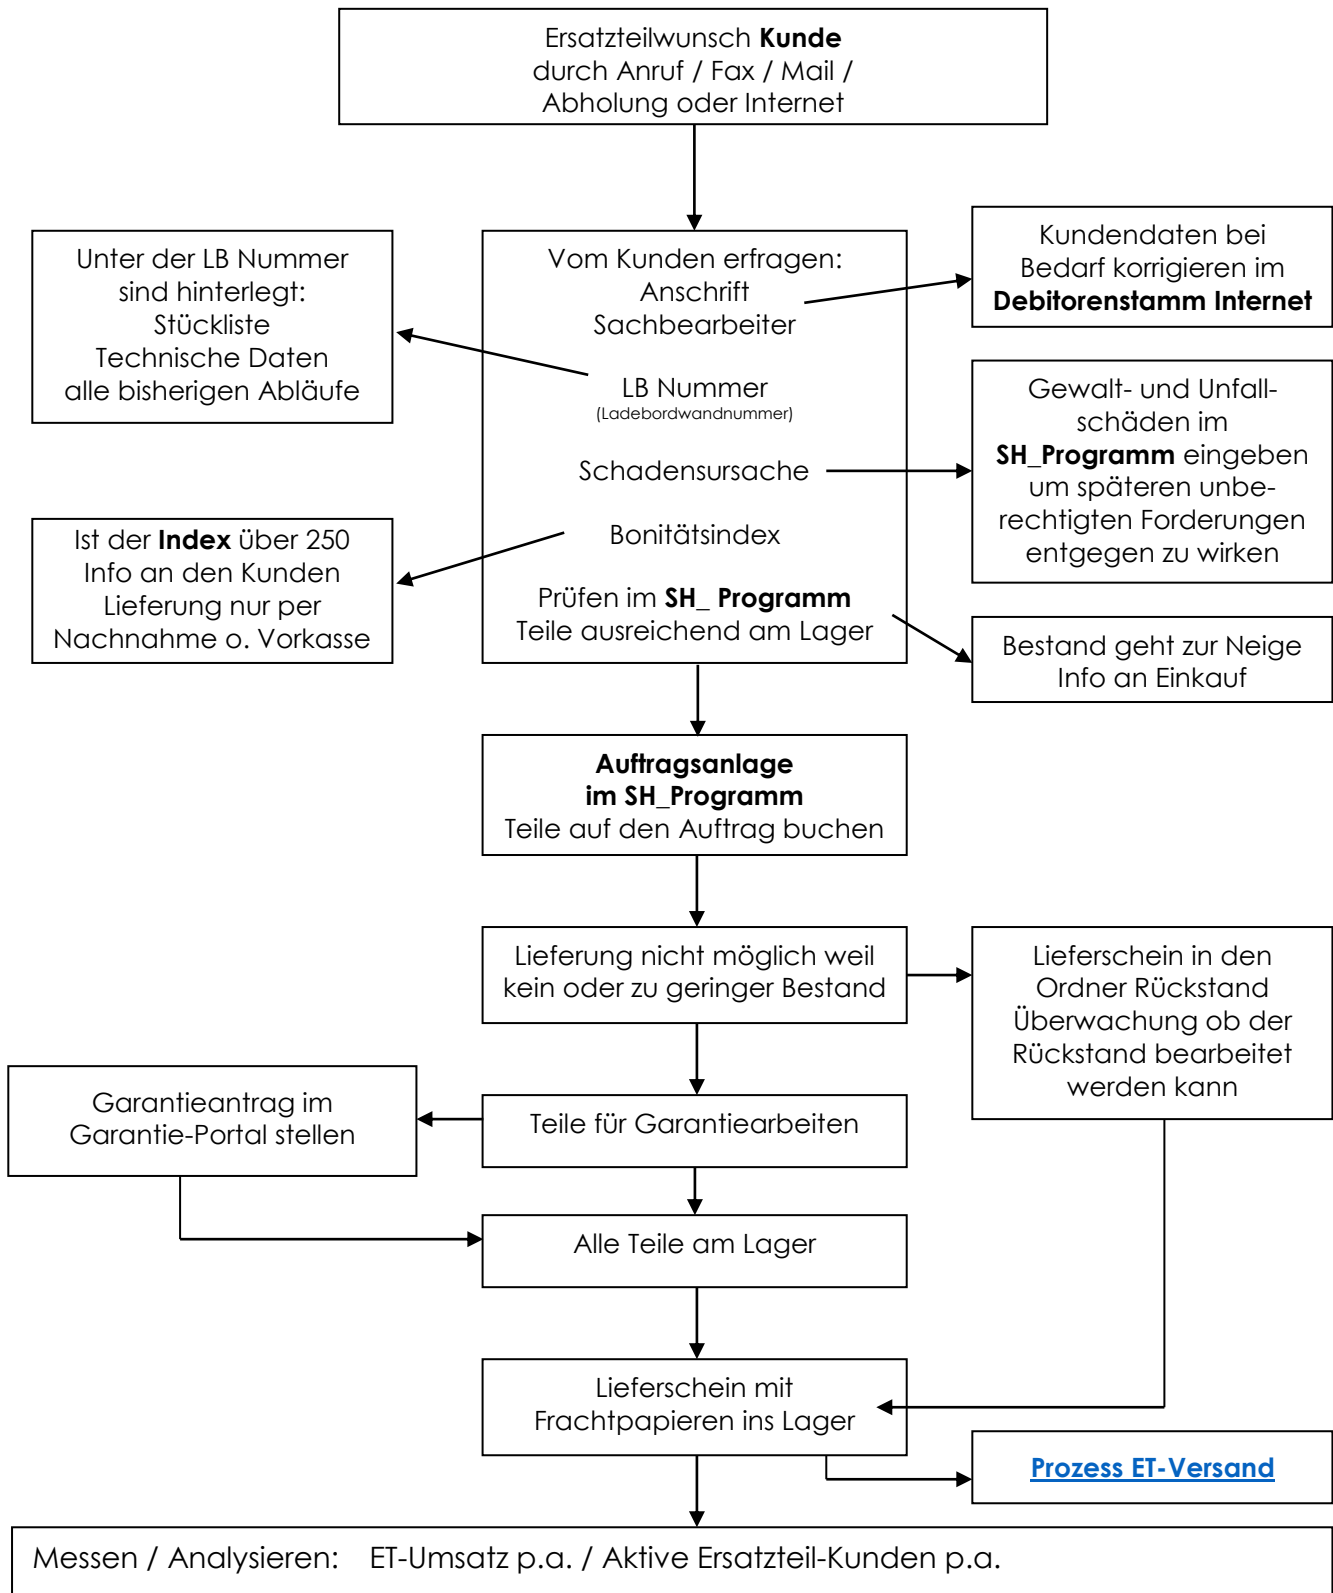 Ersatzteilwunsch Kunde
durch Anruf / Fax / Mail /
Abholung oder Internet
Unter der LB Nummer
sind hinterlegt:
Stückliste
Technische Daten
alle bisherigen Abläufe
Vom Kunden erfragen:
Anschrift
Sachbearbeiter
LB Nummer
(Ladebordwandnummer)
Schadensursache
Bonitätsindex
Prüfen im SH_ Programm
Teile ausreichend am Lager
Kundendaten bei
Bedarf korrigieren im
Debitorenstamm Internet
Gewalt- und Unfall-
schäden im
SH_Programm eingeben
um späteren unbe-
rechtigten Forderungen
entgegen zu wirken
Ist der Index über 250
Info an den Kunden
Lieferung nur per
Nachnahme o. Vorkasse
Bestand geht zur Neige
Info an Einkauf
Auftragsanlage
im SH_Programm
Teile auf den Auftrag buchen
Lieferung nicht möglich weil
kein oder zu geringer Bestand
Lieferschein in den
Ordner Rückstand
Überwachung ob der
Rückstand bearbeitet
werden kann
Garantieantrag im
Garantie-Portal stellen
Teile für Garantiearbeiten
Alle Teile am Lager
Lieferschein mit
Frachtpapieren ins Lager
Prozess ET-Versand
Messen / Analysieren: ET-Umsatz p.a. / Aktive Ersatzteil-Kunden p.a.